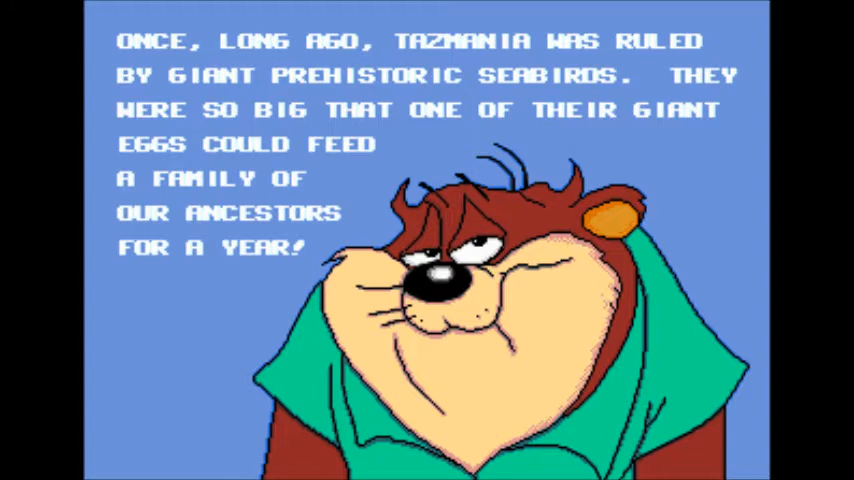 ONCE, LONG AGO, TAZMANIA WAS RULED
BY GIANT PREHISTORIC SEABIRDS. THEY
WERE SO BIG THAT ONE OF THEIR GIANT
EGGS COULD FEED
A FAMILY OF
OUR ANCESTORS
FOR A YEAR!